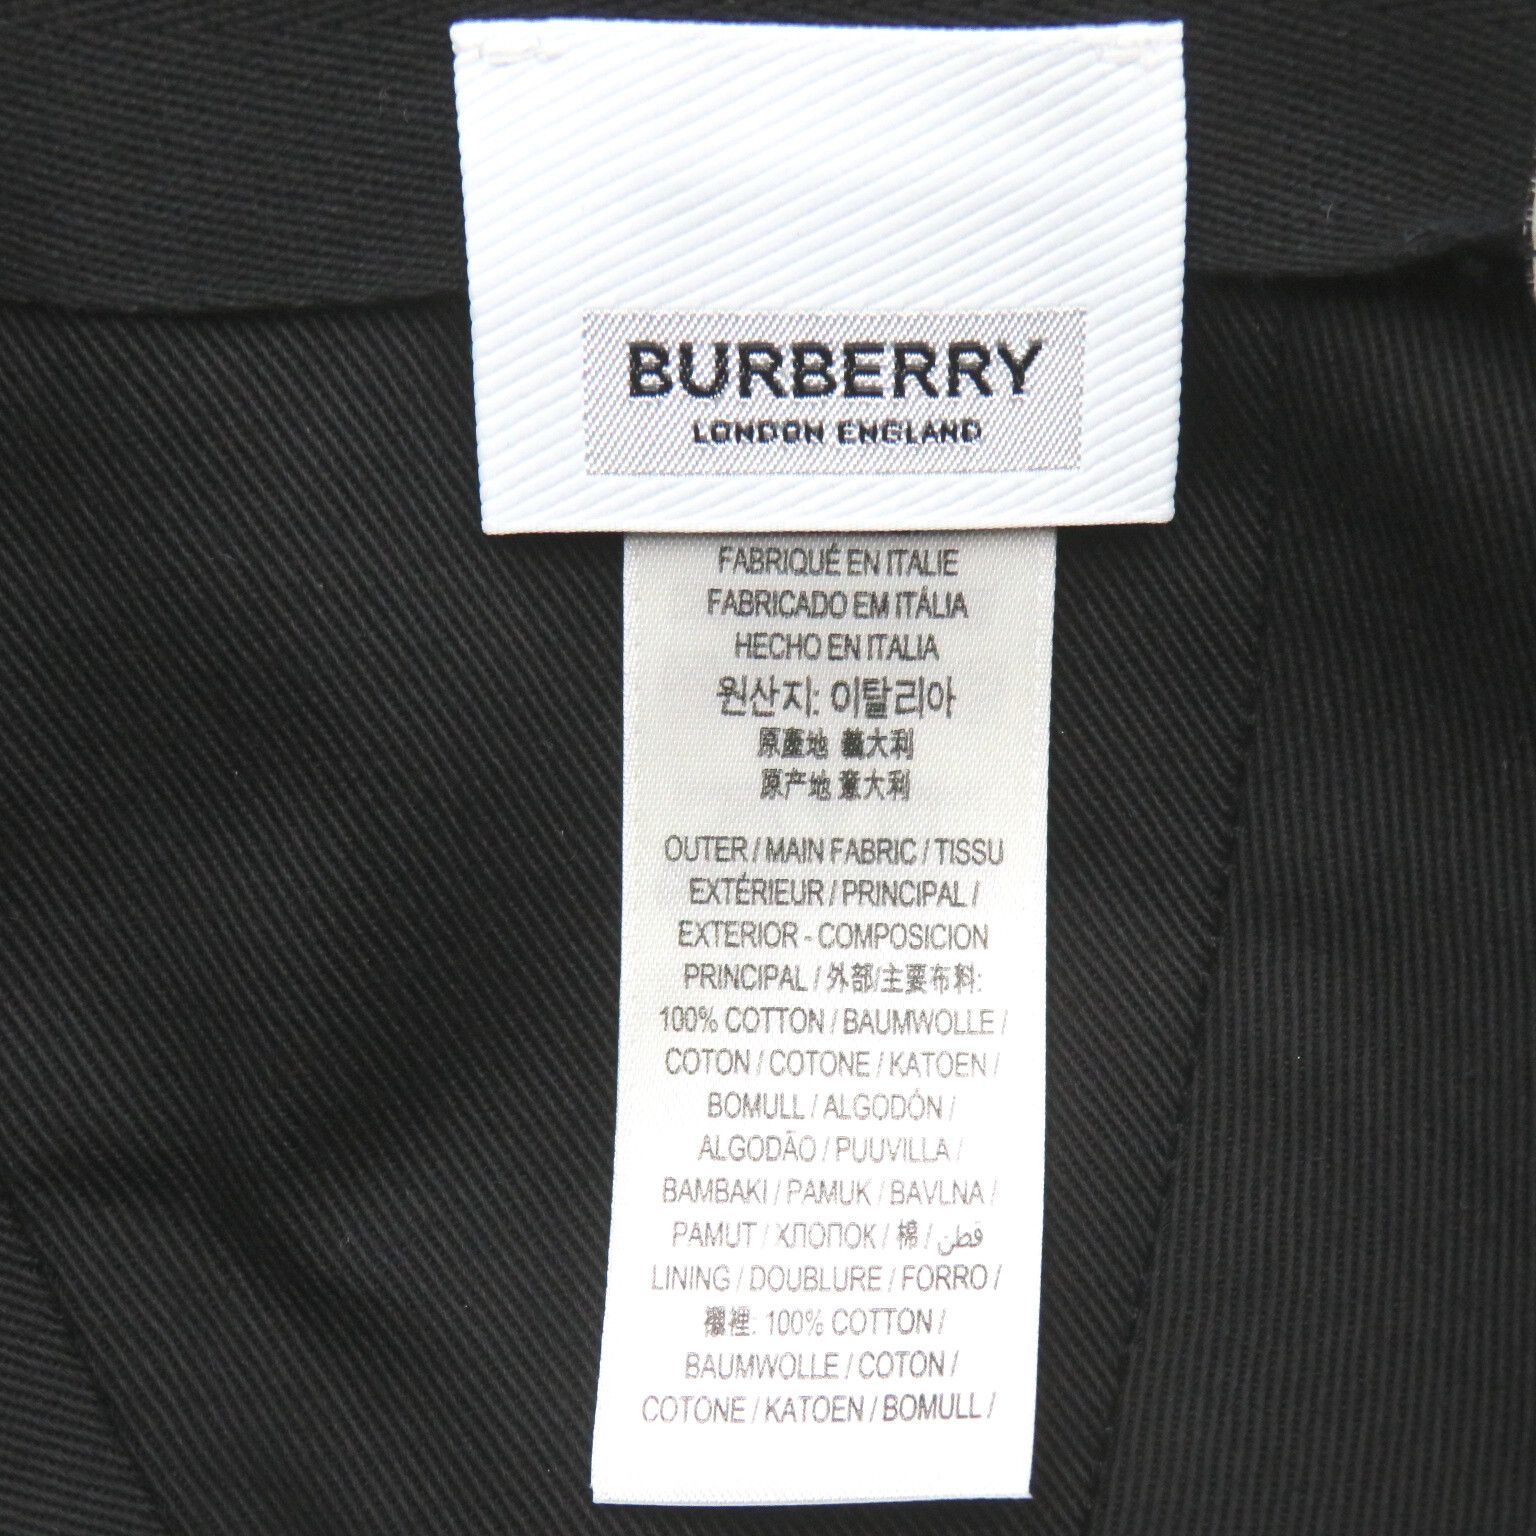 BURBERRY
LONDON ENGLAND
FABRIQUÉ EN ITALIE
FABRICADO EM ITÁLIA
HECHO EN ITALIA
원산지: 이탈리아
原產地 義大利
原产地 意大利
OUTER / MAIN FABRIC / TISSU
EXTÉRIEUR / PRINCIPAL /
EXTERIOR - COMPOSICION
PRINCIPAL / 外部/主要布料:
100% COTTON / BAUMWOLLE /
COTON / COTONE / KATOEN /
BOMULL / ALGODÓN /
ALGODÃO / PUUVILLA /
BAMBAKI / PAMUK / BAVLNA /
PAMUT / ХЛОПОК / 棉 / قطن
LINING / DOUBLURE / FORRO /
襯裡: 100% COTTON /
BAUMWOLLE / COTON /
COTONE / KATOEN / BOMULL /